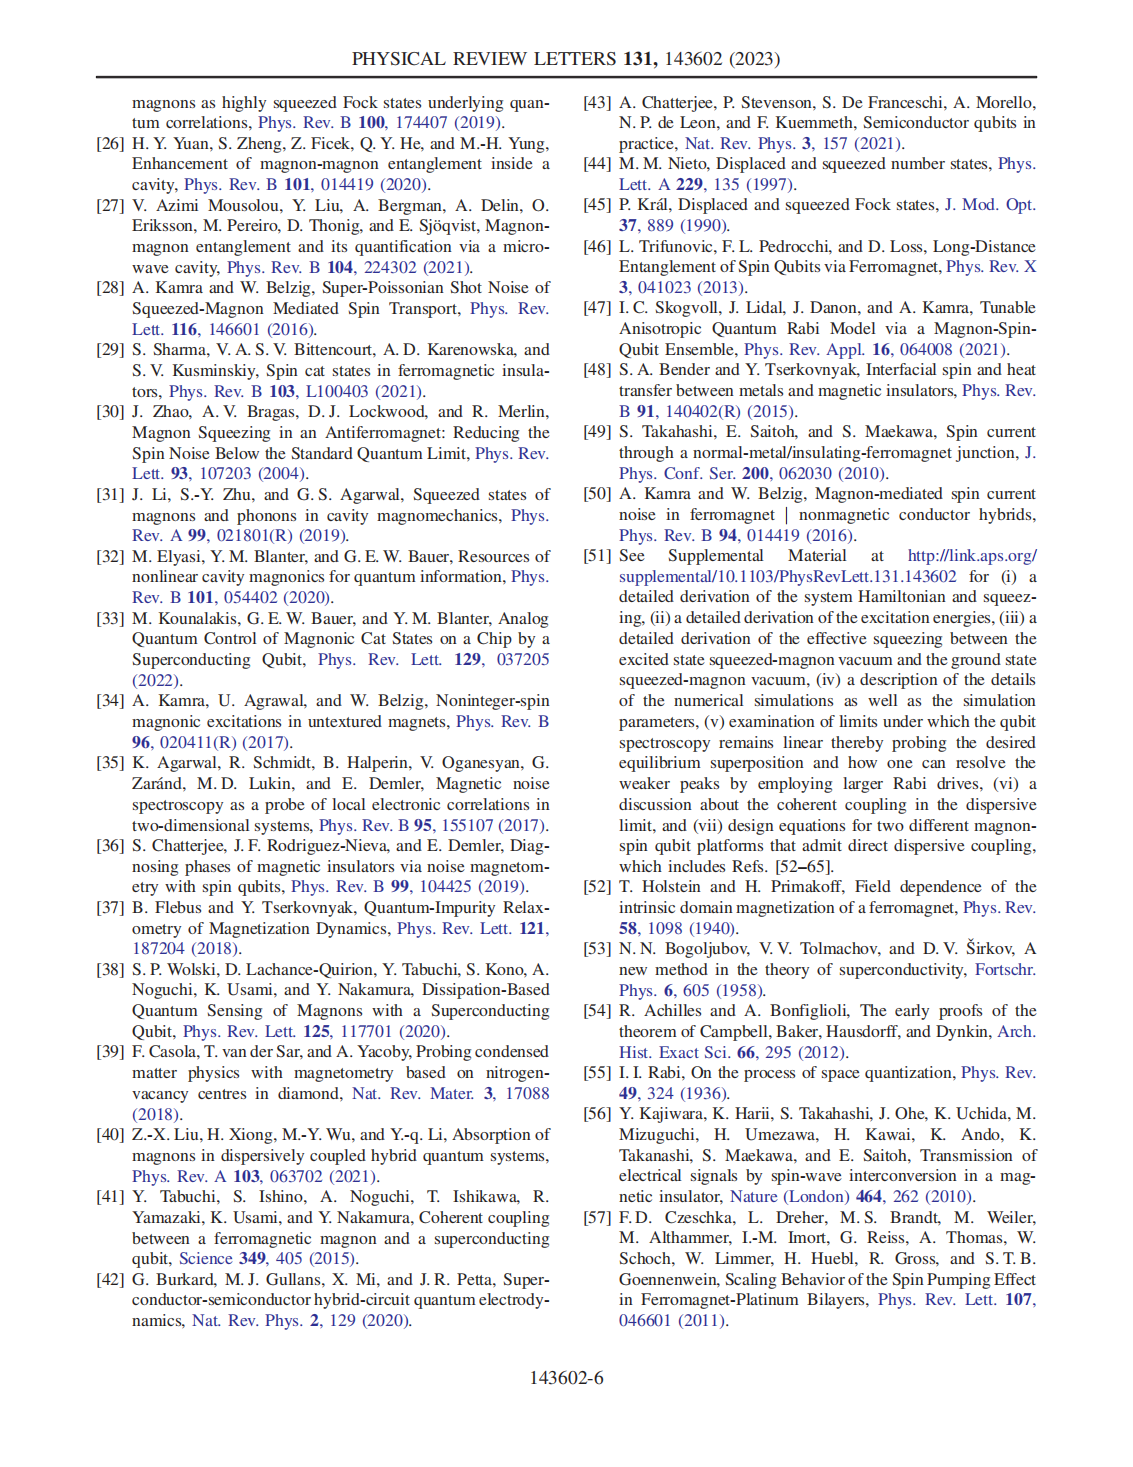 PHYSICAL REVIEW LETTERS 131, 143602 (2023)
magnons as highly squeezed Fock states underlying quan-
tum correlations, Phys. Rev. B 100, 174407 (2019).
[26] H. Y. Yuan, S. Zheng, Z. Ficek, Q. Y. He, and M.-H. Yung,
Enhancement of magnon-magnon entanglement inside a
cavity, Phys. Rev. B 101, 014419 (2020).
[27] V. Azimi Mousolou, Y. Liu, A. Bergman, A. Delin, O.
Eriksson, M. Pereiro, D. Thonig, and E. Sjöqvist, Magnon-
magnon entanglement and its quantification via a micro-
wave cavity, Phys. Rev. B 104, 224302 (2021).
[28] A. Kamra and W. Belzig, Super-Poissonian Shot Noise of
Squeezed-Magnon Mediated Spin Transport, Phys. Rev.
Lett. 116, 146601 (2016).
[29] S. Sharma, V. A. S. V. Bittencourt, A. D. Karenowska, and
S. V. Kusminskiy, Spin cat states in ferromagnetic insula-
tors, Phys. Rev. B 103, L100403 (2021).
[30] J. Zhao, A. V. Bragas, D. J. Lockwood, and R. Merlin,
Magnon Squeezing in an Antiferromagnet: Reducing the
Spin Noise Below the Standard Quantum Limit, Phys. Rev.
Lett. 93, 107203 (2004).
[31] J. Li, S.-Y. Zhu, and G. S. Agarwal, Squeezed states of
magnons and phonons in cavity magnomechanics, Phys.
Rev. A 99, 021801(R) (2019).
[32] M. Elyasi, Y. M. Blanter, and G. E. W. Bauer, Resources of
nonlinear cavity magnonics for quantum information, Phys.
Rev. B 101, 054402 (2020).
[33] M. Kounalakis, G. E. W. Bauer, and Y. M. Blanter, Analog
Quantum Control of Magnonic Cat States on a Chip by a
Superconducting Qubit, Phys. Rev. Lett. 129, 037205
(2022).
[34] A. Kamra, U. Agrawal, and W. Belzig, Noninteger-spin
magnonic excitations in untextured magnets, Phys. Rev. B
96, 020411(R) (2017).
[35] K. Agarwal, R. Schmidt, B. Halperin, V. Oganesyan, G.
Zaránd, M. D. Lukin, and E. Demler, Magnetic noise
spectroscopy as a probe of local electronic correlations in
two-dimensional systems, Phys. Rev. B 95, 155107 (2017).
[36] S. Chatterjee, J. F. Rodriguez-Nieva, and E. Demler, Diag-
nosing phases of magnetic insulators via noise magnetom-
etry with spin qubits, Phys. Rev. B 99, 104425 (2019).
[37] B. Flebus and Y. Tserkovnyak, Quantum-Impurity Relax-
ometry of Magnetization Dynamics, Phys. Rev. Lett. 121,
187204 (2018).
[38] S. P. Wolski, D. Lachance-Quirion, Y. Tabuchi, S. Kono, A.
Noguchi, K. Usami, and Y. Nakamura, Dissipation-Based
Quantum Sensing of Magnons with a Superconducting
Qubit, Phys. Rev. Lett. 125, 117701 (2020).
[39] F. Casola, T. van der Sar, and A. Yacoby, Probing condensed
matter physics with magnetometry based on nitrogen-
vacancy centres in diamond, Nat. Rev. Mater. 3, 17088
(2018).
[40] Z.-X. Liu, H. Xiong, M.-Y. Wu, and Y.-q. Li, Absorption of
magnons in dispersively coupled hybrid quantum systems,
Phys. Rev. A 103, 063702 (2021).
[41] Y. Tabuchi, S. Ishino, A. Noguchi, T. Ishikawa, R.
Yamazaki, K. Usami, and Y. Nakamura, Coherent coupling
between a ferromagnetic magnon and a superconducting
qubit, Science 349, 405 (2015).
[42] G. Burkard, M. J. Gullans, X. Mi, and J. R. Petta, Super-
conductor-semiconductor hybrid-circuit quantum electrody-
namics, Nat. Rev. Phys. 2, 129 (2020).
[43] A. Chatterjee, P. Stevenson, S. De Franceschi, A. Morello,
N. P. de Leon, and F. Kuemmeth, Semiconductor qubits in
practice, Nat. Rev. Phys. 3, 157 (2021).
[44] M. M. Nieto, Displaced and squeezed number states, Phys.
Lett. A 229, 135 (1997).
[45] P. Král, Displaced and squeezed Fock states, J. Mod. Opt.
37, 889 (1990).
[46] L. Trifunovic, F. L. Pedrocchi, and D. Loss, Long-Distance
Entanglement of Spin Qubits via Ferromagnet, Phys. Rev. X
3, 041023 (2013).
[47] I. C. Skogvoll, J. Lidal, J. Danon, and A. Kamra, Tunable
Anisotropic Quantum Rabi Model via a Magnon-Spin-
Qubit Ensemble, Phys. Rev. Appl. 16, 064008 (2021).
[48] S. A. Bender and Y. Tserkovnyak, Interfacial spin and heat
transfer between metals and magnetic insulators, Phys. Rev.
B 91, 140402(R) (2015).
[49] S. Takahashi, E. Saitoh, and S. Maekawa, Spin current
through a normal-metal/insulating-ferromagnet junction, J.
Phys. Conf. Ser. 200, 062030 (2010).
[50] A. Kamra and W. Belzig, Magnon-mediated spin current
noise in ferromagnet | nonmagnetic conductor hybrids,
Phys. Rev. B 94, 014419 (2016).
[51] See Supplemental Material at http://link.aps.org/
supplemental/10.1103/PhysRevLett.131.143602 for (i) a
detailed derivation of the system Hamiltonian and squeez-
ing, (ii) a detailed derivation of the excitation energies, (iii) a
detailed derivation of the effective squeezing between the
excited state squeezed-magnon vacuum and the ground state
squeezed-magnon vacuum, (iv) a description of the details
of the numerical simulations as well as the simulation
parameters, (v) examination of limits under which the qubit
spectroscopy remains linear thereby probing the desired
equilibrium superposition and how one can resolve the
weaker peaks by employing larger Rabi drives, (vi) a
discussion about the coherent coupling in the dispersive
limit, and (vii) design equations for two different magnon-
spin qubit platforms that admit direct dispersive coupling,
which includes Refs. [52–65].
[52] T. Holstein and H. Primakoff, Field dependence of the
intrinsic domain magnetization of a ferromagnet, Phys. Rev.
58, 1098 (1940).
[53] N. N. Bogoljubov, V. V. Tolmachov, and D. V. Širkov, A
new method in the theory of superconductivity, Fortschr.
Phys. 6, 605 (1958).
[54] R. Achilles and A. Bonfiglioli, The early proofs of the
theorem of Campbell, Baker, Hausdorff, and Dynkin, Arch.
Hist. Exact Sci. 66, 295 (2012).
[55] I. I. Rabi, On the process of space quantization, Phys. Rev.
49, 324 (1936).
[56] Y. Kajiwara, K. Harii, S. Takahashi, J. Ohe, K. Uchida, M.
Mizuguchi, H. Umezawa, H. Kawai, K. Ando, K.
Takanashi, S. Maekawa, and E. Saitoh, Transmission of
electrical signals by spin-wave interconversion in a mag-
netic insulator, Nature (London) 464, 262 (2010).
[57] F. D. Czeschka, L. Dreher, M. S. Brandt, M. Weiler,
M. Althammer, I.-M. Imort, G. Reiss, A. Thomas, W.
Schoch, W. Limmer, H. Huebl, R. Gross, and S. T. B.
Goennenwein, Scaling Behavior of the Spin Pumping Effect
in Ferromagnet-Platinum Bilayers, Phys. Rev. Lett. 107,
046601 (2011).
143602-6